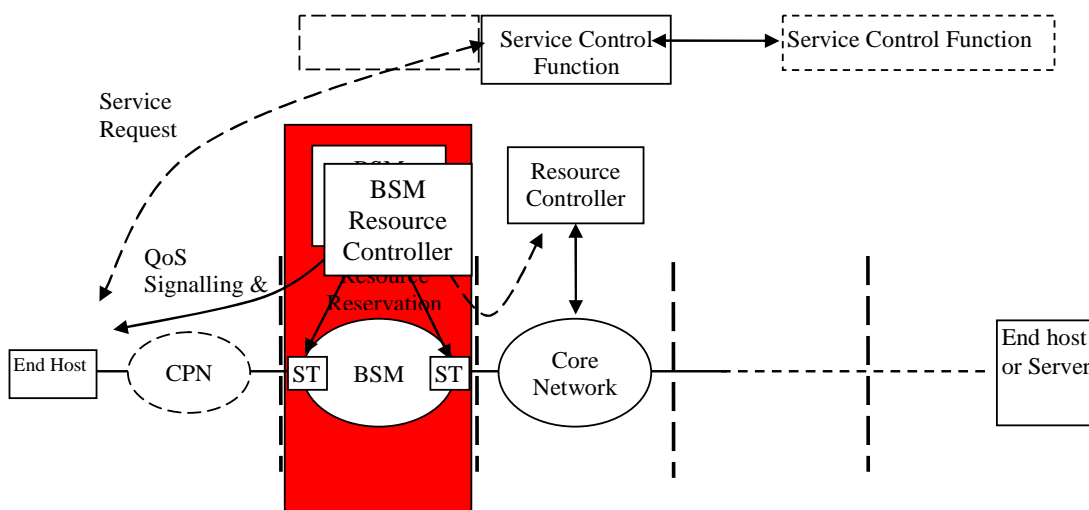 Service Control
Function
Service Control Function
Service
Request
BSM
Resource
Controller
Resource
Controller
QoS
Signalling &
Resource
Reservation
End Host
CPN
ST
BSM
ST
Core
Network
End host
or Server